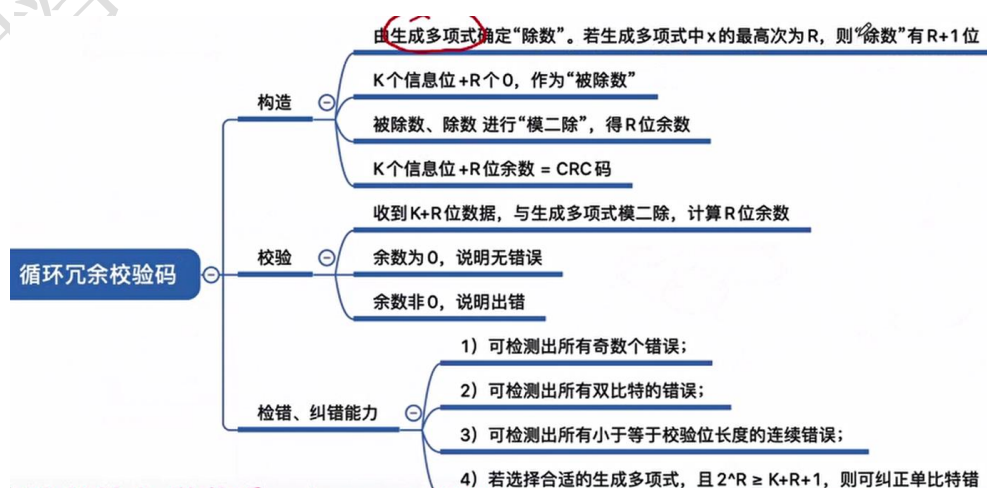 由生成多项式确定“除数”。若生成多项式中x的最高次为R，则“除数”有R+1位
K个信息位+R个0，作为“被除数”
构造
被除数、除数 进行“模二除”，得R位余数
K个信息位+R位余数 = CRC码
收到K+R位数据，与生成多项式模二除，计算R位余数
校验
余数为0，说明无错误
循环冗余校验码
余数非0，说明出错
1）可检测出所有奇数个错误；
2）可检测出所有双比特的错误；
检错、纠错能力
3）可检测出所有小于等于校验位长度的连续错误；
4）若选择合适的生成多项式，且2^R ≥ K+R+1，则可纠正单比特错